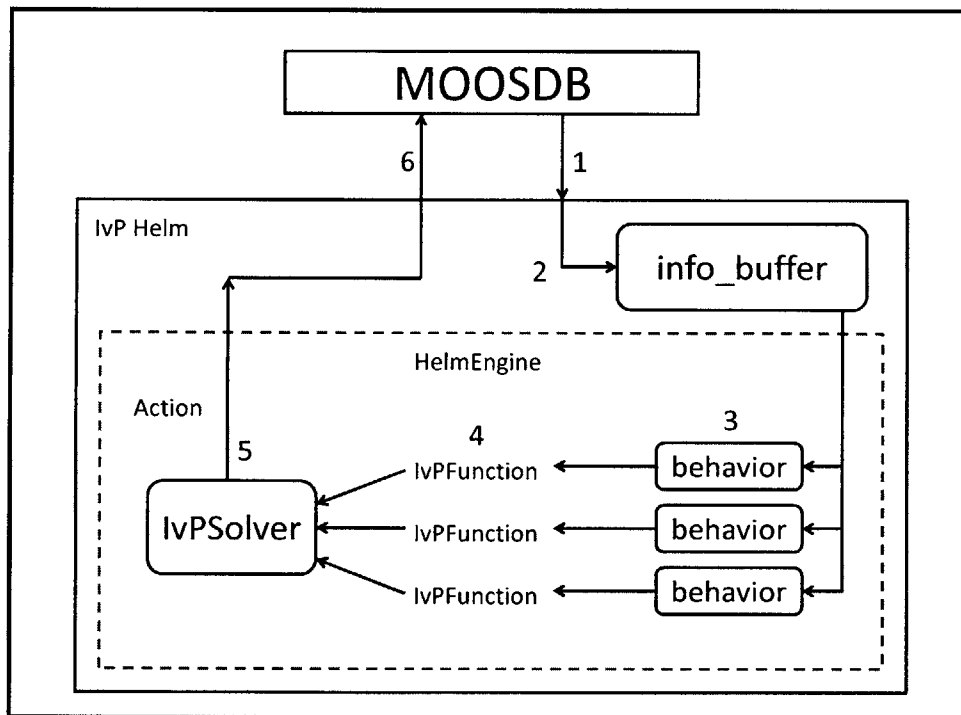 MOOSDB
6
1
IvP Helm
2
info_buffer
HelmEngine
Action
5
4
3
IvPFunction
behavior
IvPSolver
IvPFunction
behavior
IvPFunction
behavior